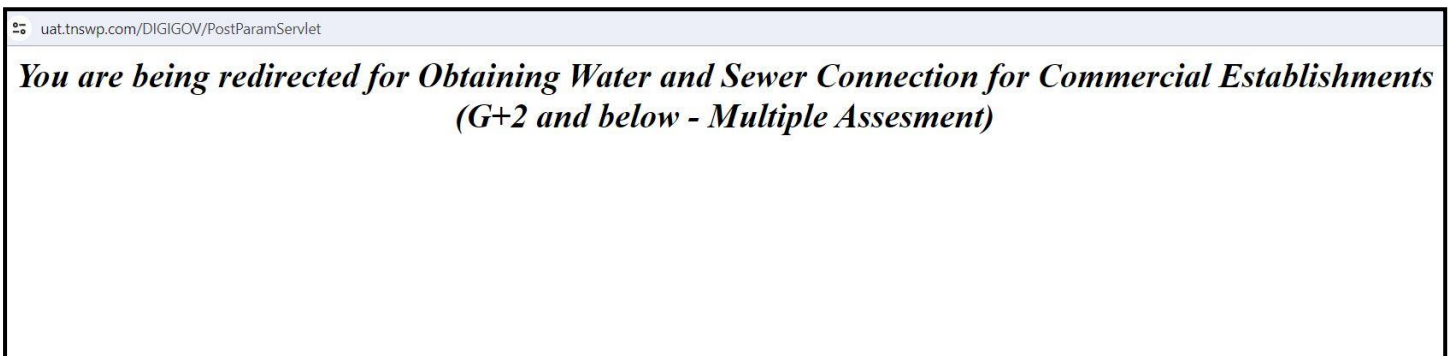 uat.tnswp.com/DIGIGOV/PostParamServlet
You are being redirected for Obtaining Water and Sewer Connection for Commercial Establishments
(G+2 and below - Multiple Assesment)